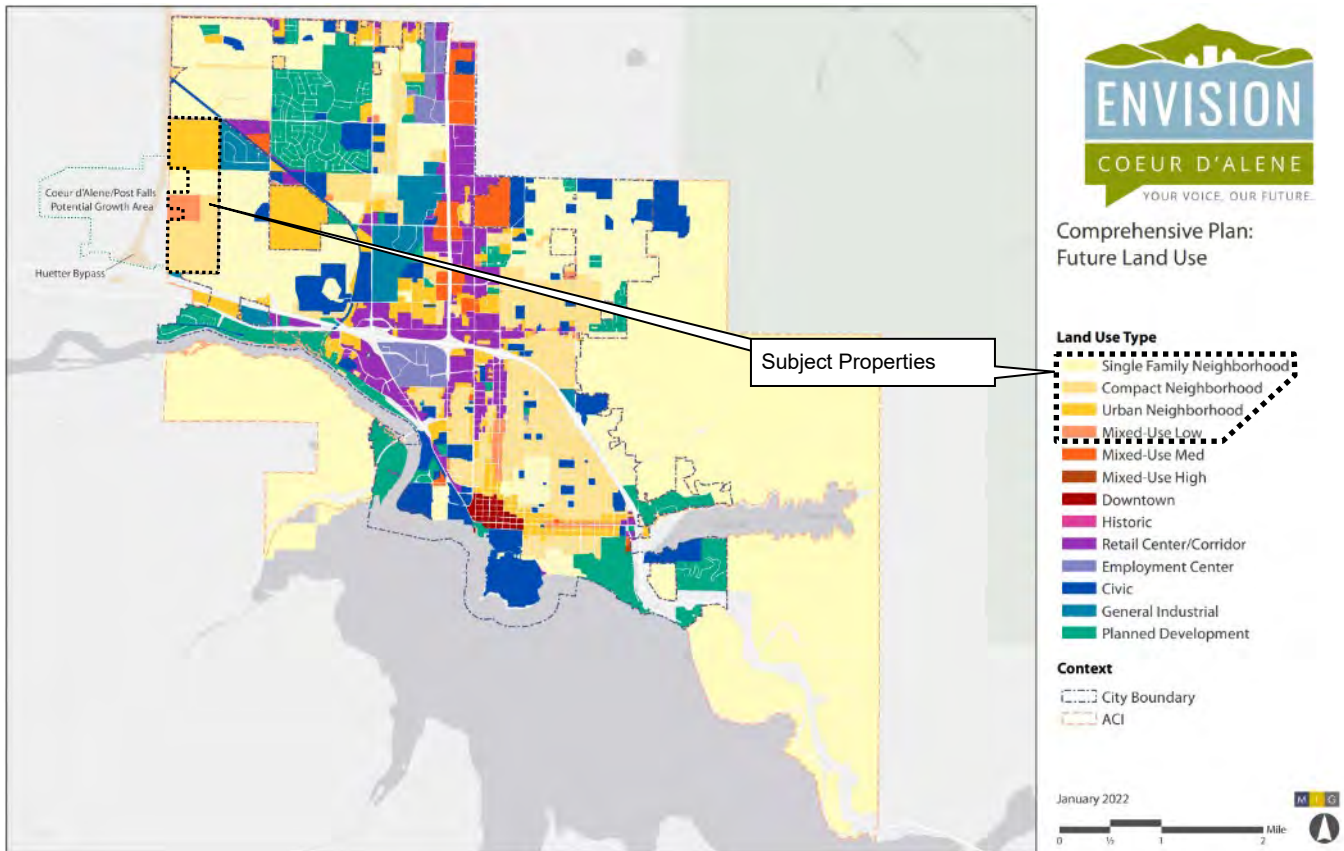 Coeur d'Alene/Post Falls
Potential Growth Area
Huetter Bypass
Subject Properties
ENVISION
COEUR D'ALENE
YOUR VOICE, OUR FUTURE.
Comprehensive Plan:
Future Land Use
Land Use Type
Single Family Neighborhood
Compact Neighborhood
Urban Neighborhood
Mixed-Use Low
Mixed-Use Med
Mixed-Use High
Downtown
Historic
Retail Center/Corridor
Employment Center
Civic
General Industrial
Planned Development
Context
City Boundary
ACI
January 2022
M I G
0 ½ 1 2 Mile